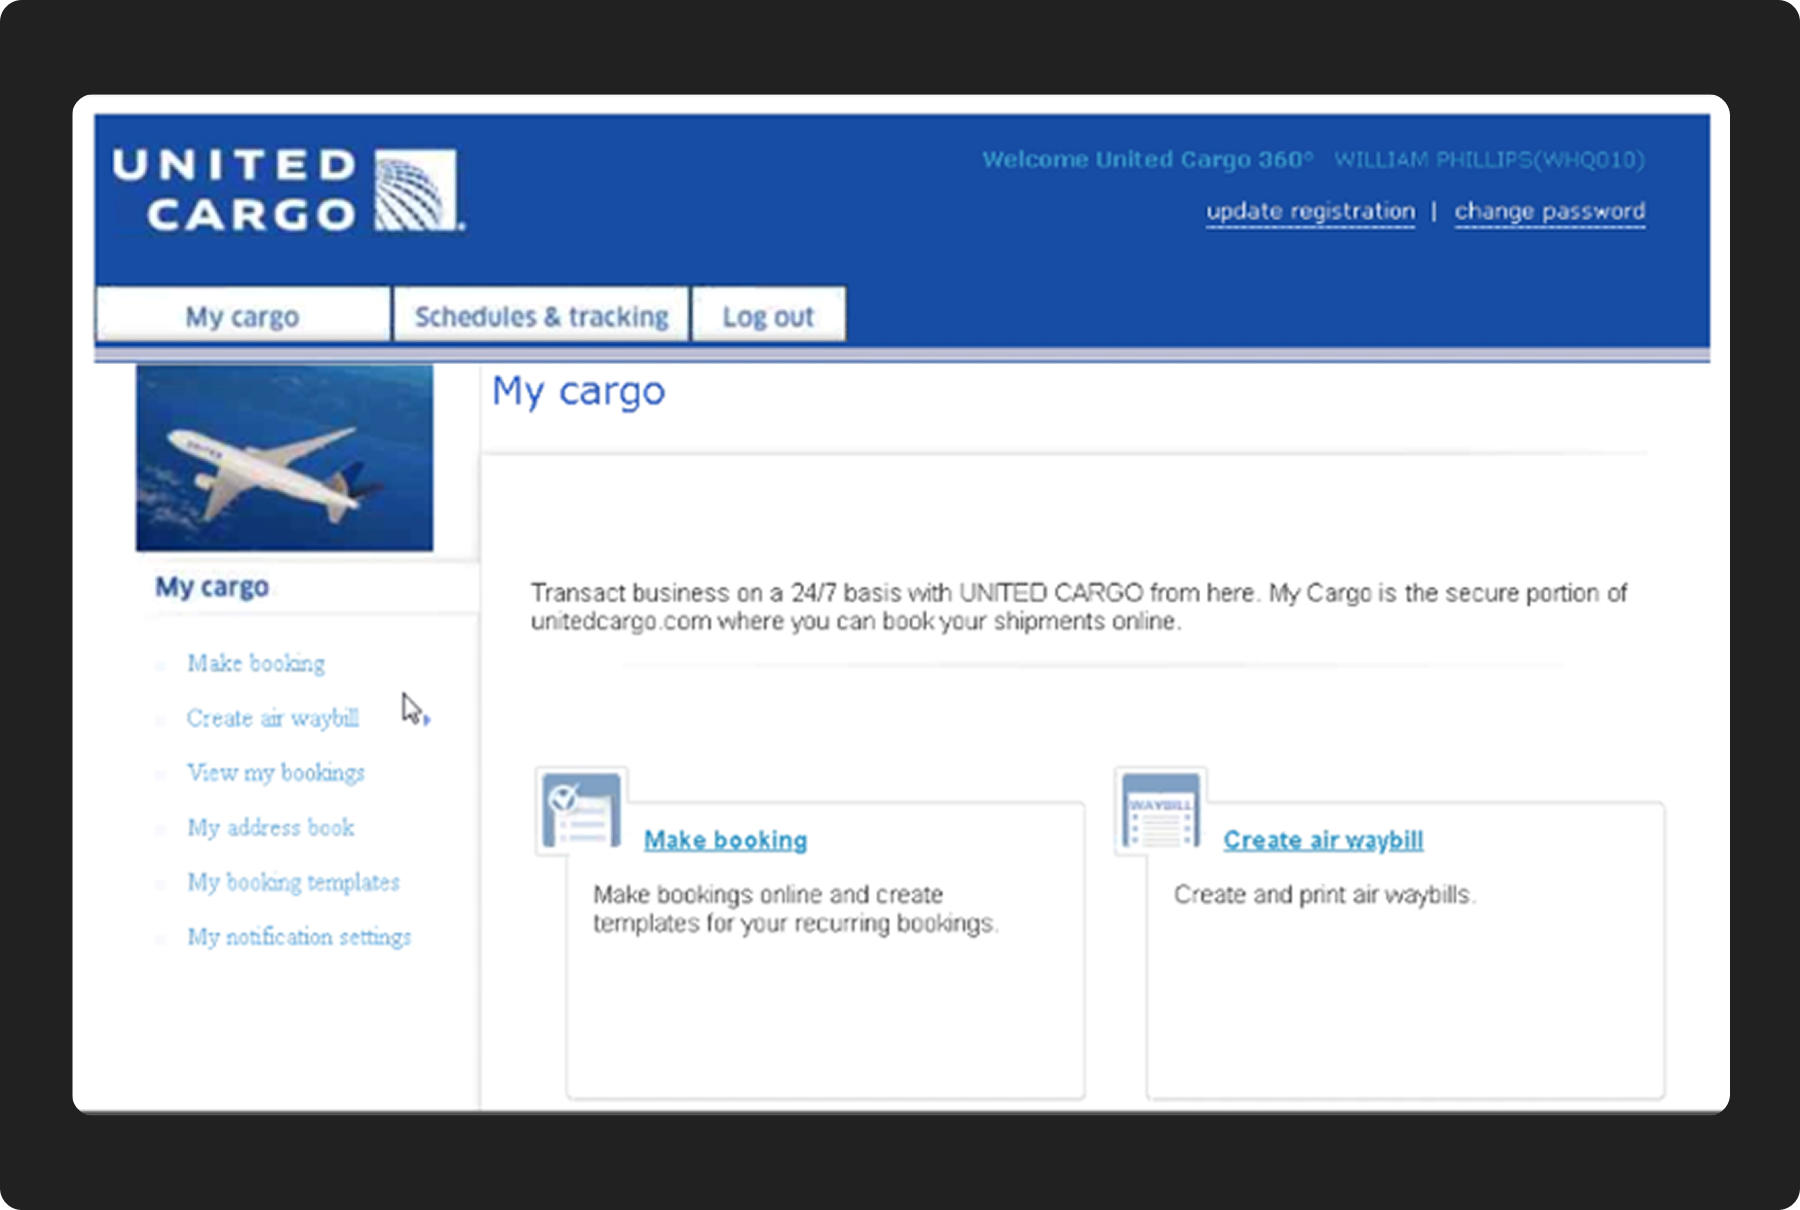 UNITED
CARGO
Welcome United Cargo 360° WILLIAM PHILLIPS(WHQ010)
update registration | change password
My cargo
Schedules & tracking
Log out
UNITED
My cargo
My cargo
Make booking
Create air waybill
View my bookings
My address book
My booking templates
My notification settings
Transact business on a 24/7 basis with UNITED CARGO from here. My Cargo is the secure portion of
unitedcargo.com where you can book your shipments online.
Make booking
Make bookings online and create
templates for your recurring bookings.
WAYBILL
Create air waybill
Create and print air waybills.